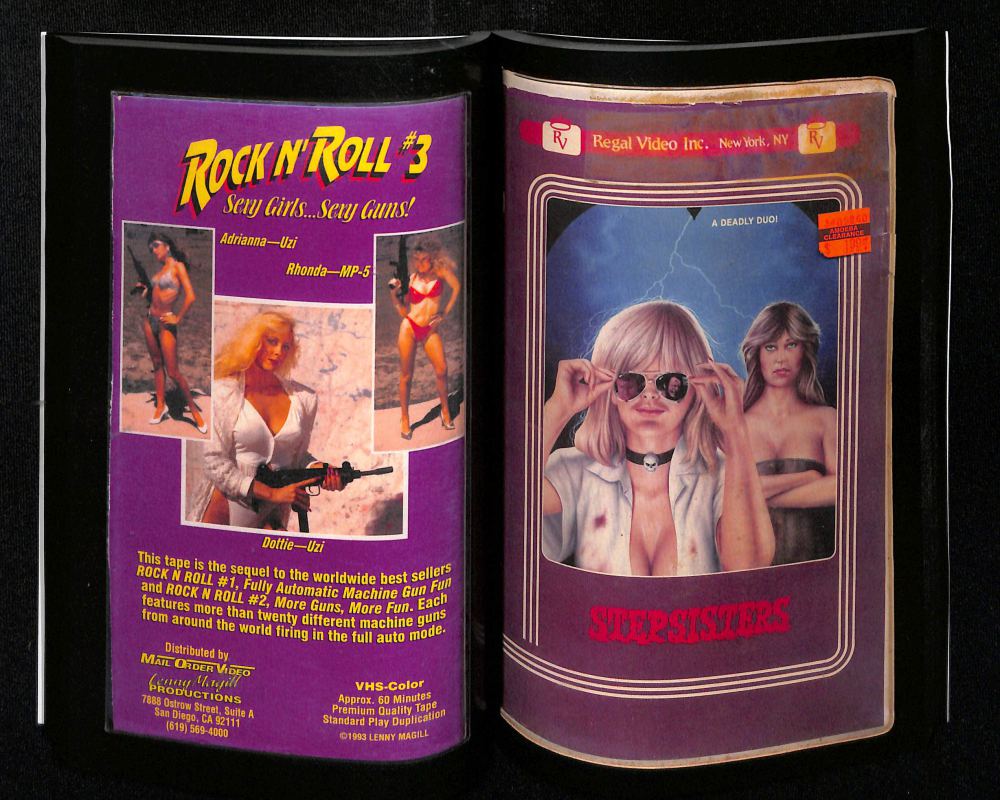 ROCK N' ROLL #3
Sexy Girls...Sexy Guns!
Adrianna—Uzi
Rhonda—MP-5
Dottie—Uzi
This tape is the sequel to the worldwide best sellers
ROCK N ROLL #1, Fully Automatic Machine Gun Fun
and ROCK N ROLL #2, More Guns, More Fun. Each
features more than twenty different machine guns
from around the world firing in the full auto mode.
Distributed by
MAIL ORDER VIDEO
Lenny Magill
PRODUCTIONS
7888 Ostrow Street, Suite A
San Diego, CA 92111
(619) 569-4000
VHS-Color
Approx. 60 Minutes
Premium Quality Tape
Standard Play Duplication
©1993 LENNY MAGILL
RV Regal Video Inc. New York, NY RV
A DEADLY DUO!
AMOEBA
CLEARANCE
STEPSISTERS